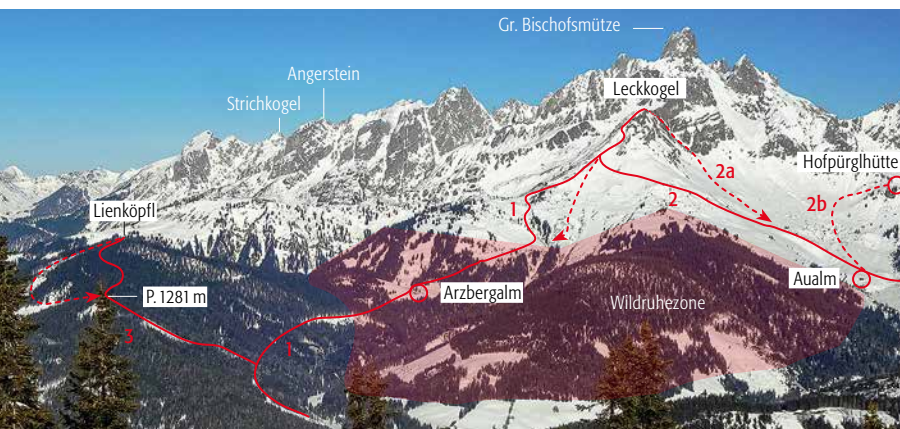 Gr. Bischofsmütze
Angerstein
Strichkogel
Leckkogel
Hofpürglhütte
2a
Lienköpfl
1
2
2b
P. 1281 m
Arzbergalm
Aualm
Wildruhezone
3
1